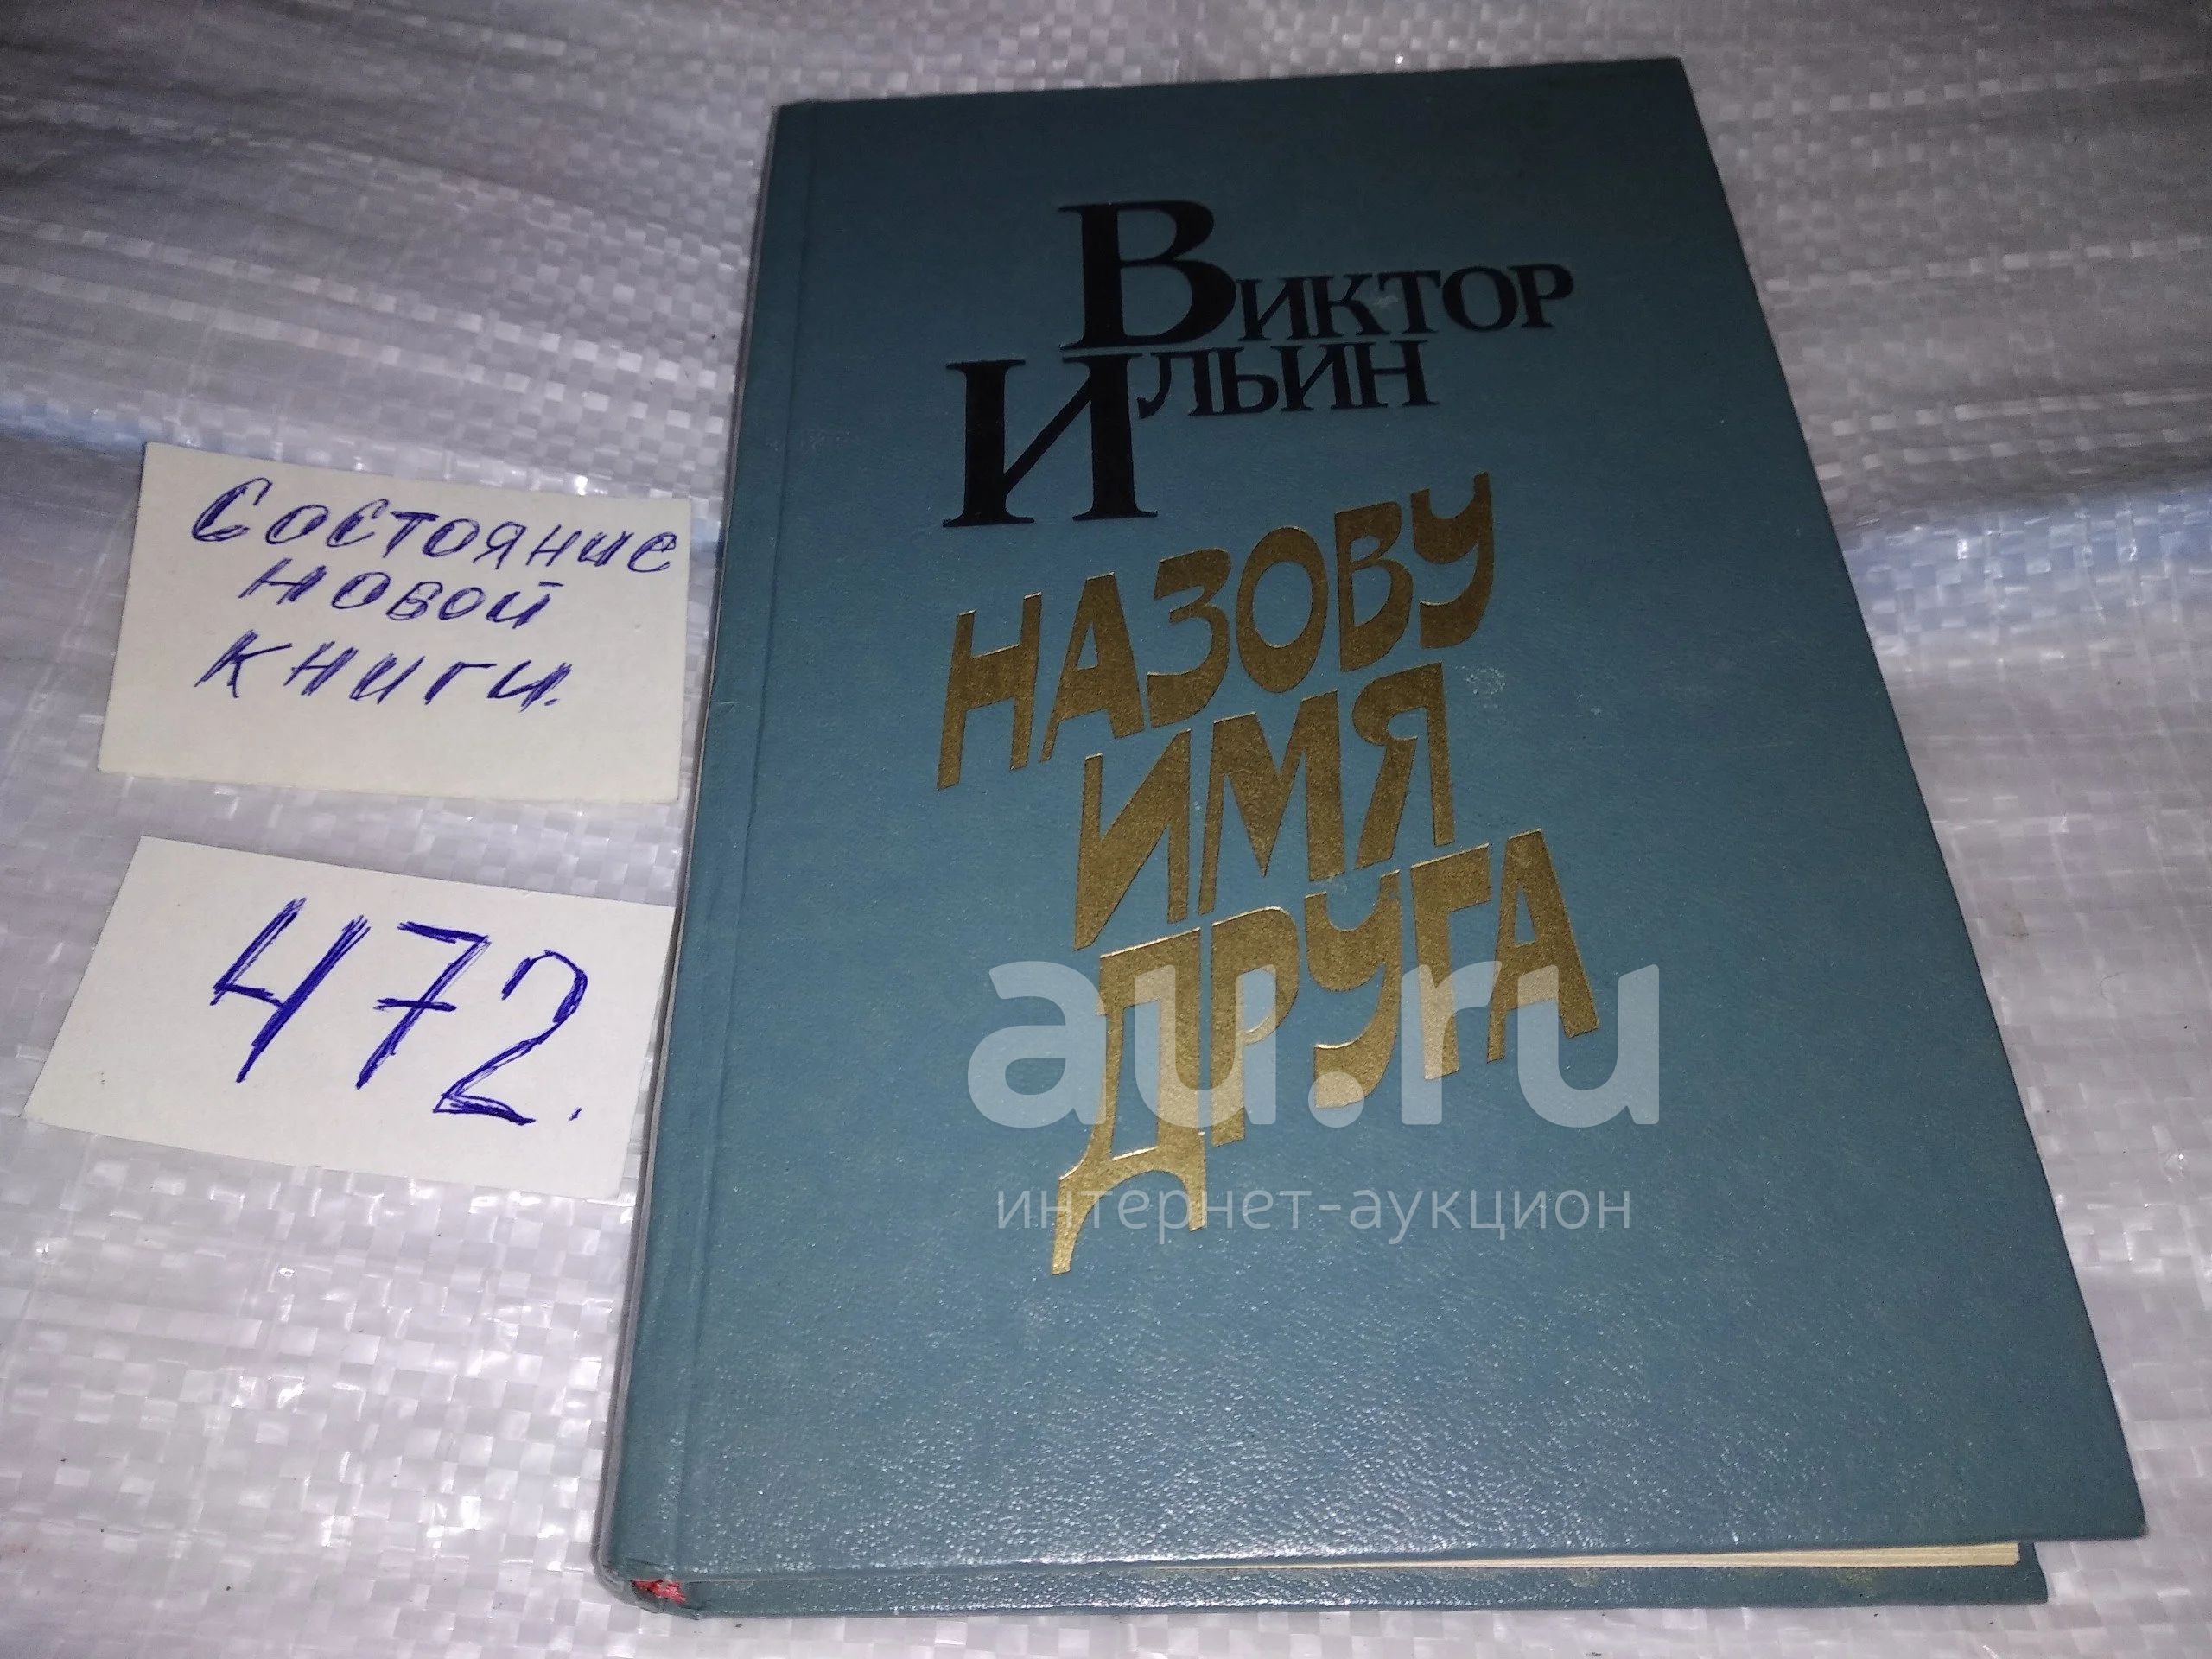 Виктор
Ильин
НАЗОВУ
ИМЯ
ДРУГА
Состояние
новой
книги.
472.
au.ru
интернет-аукцион